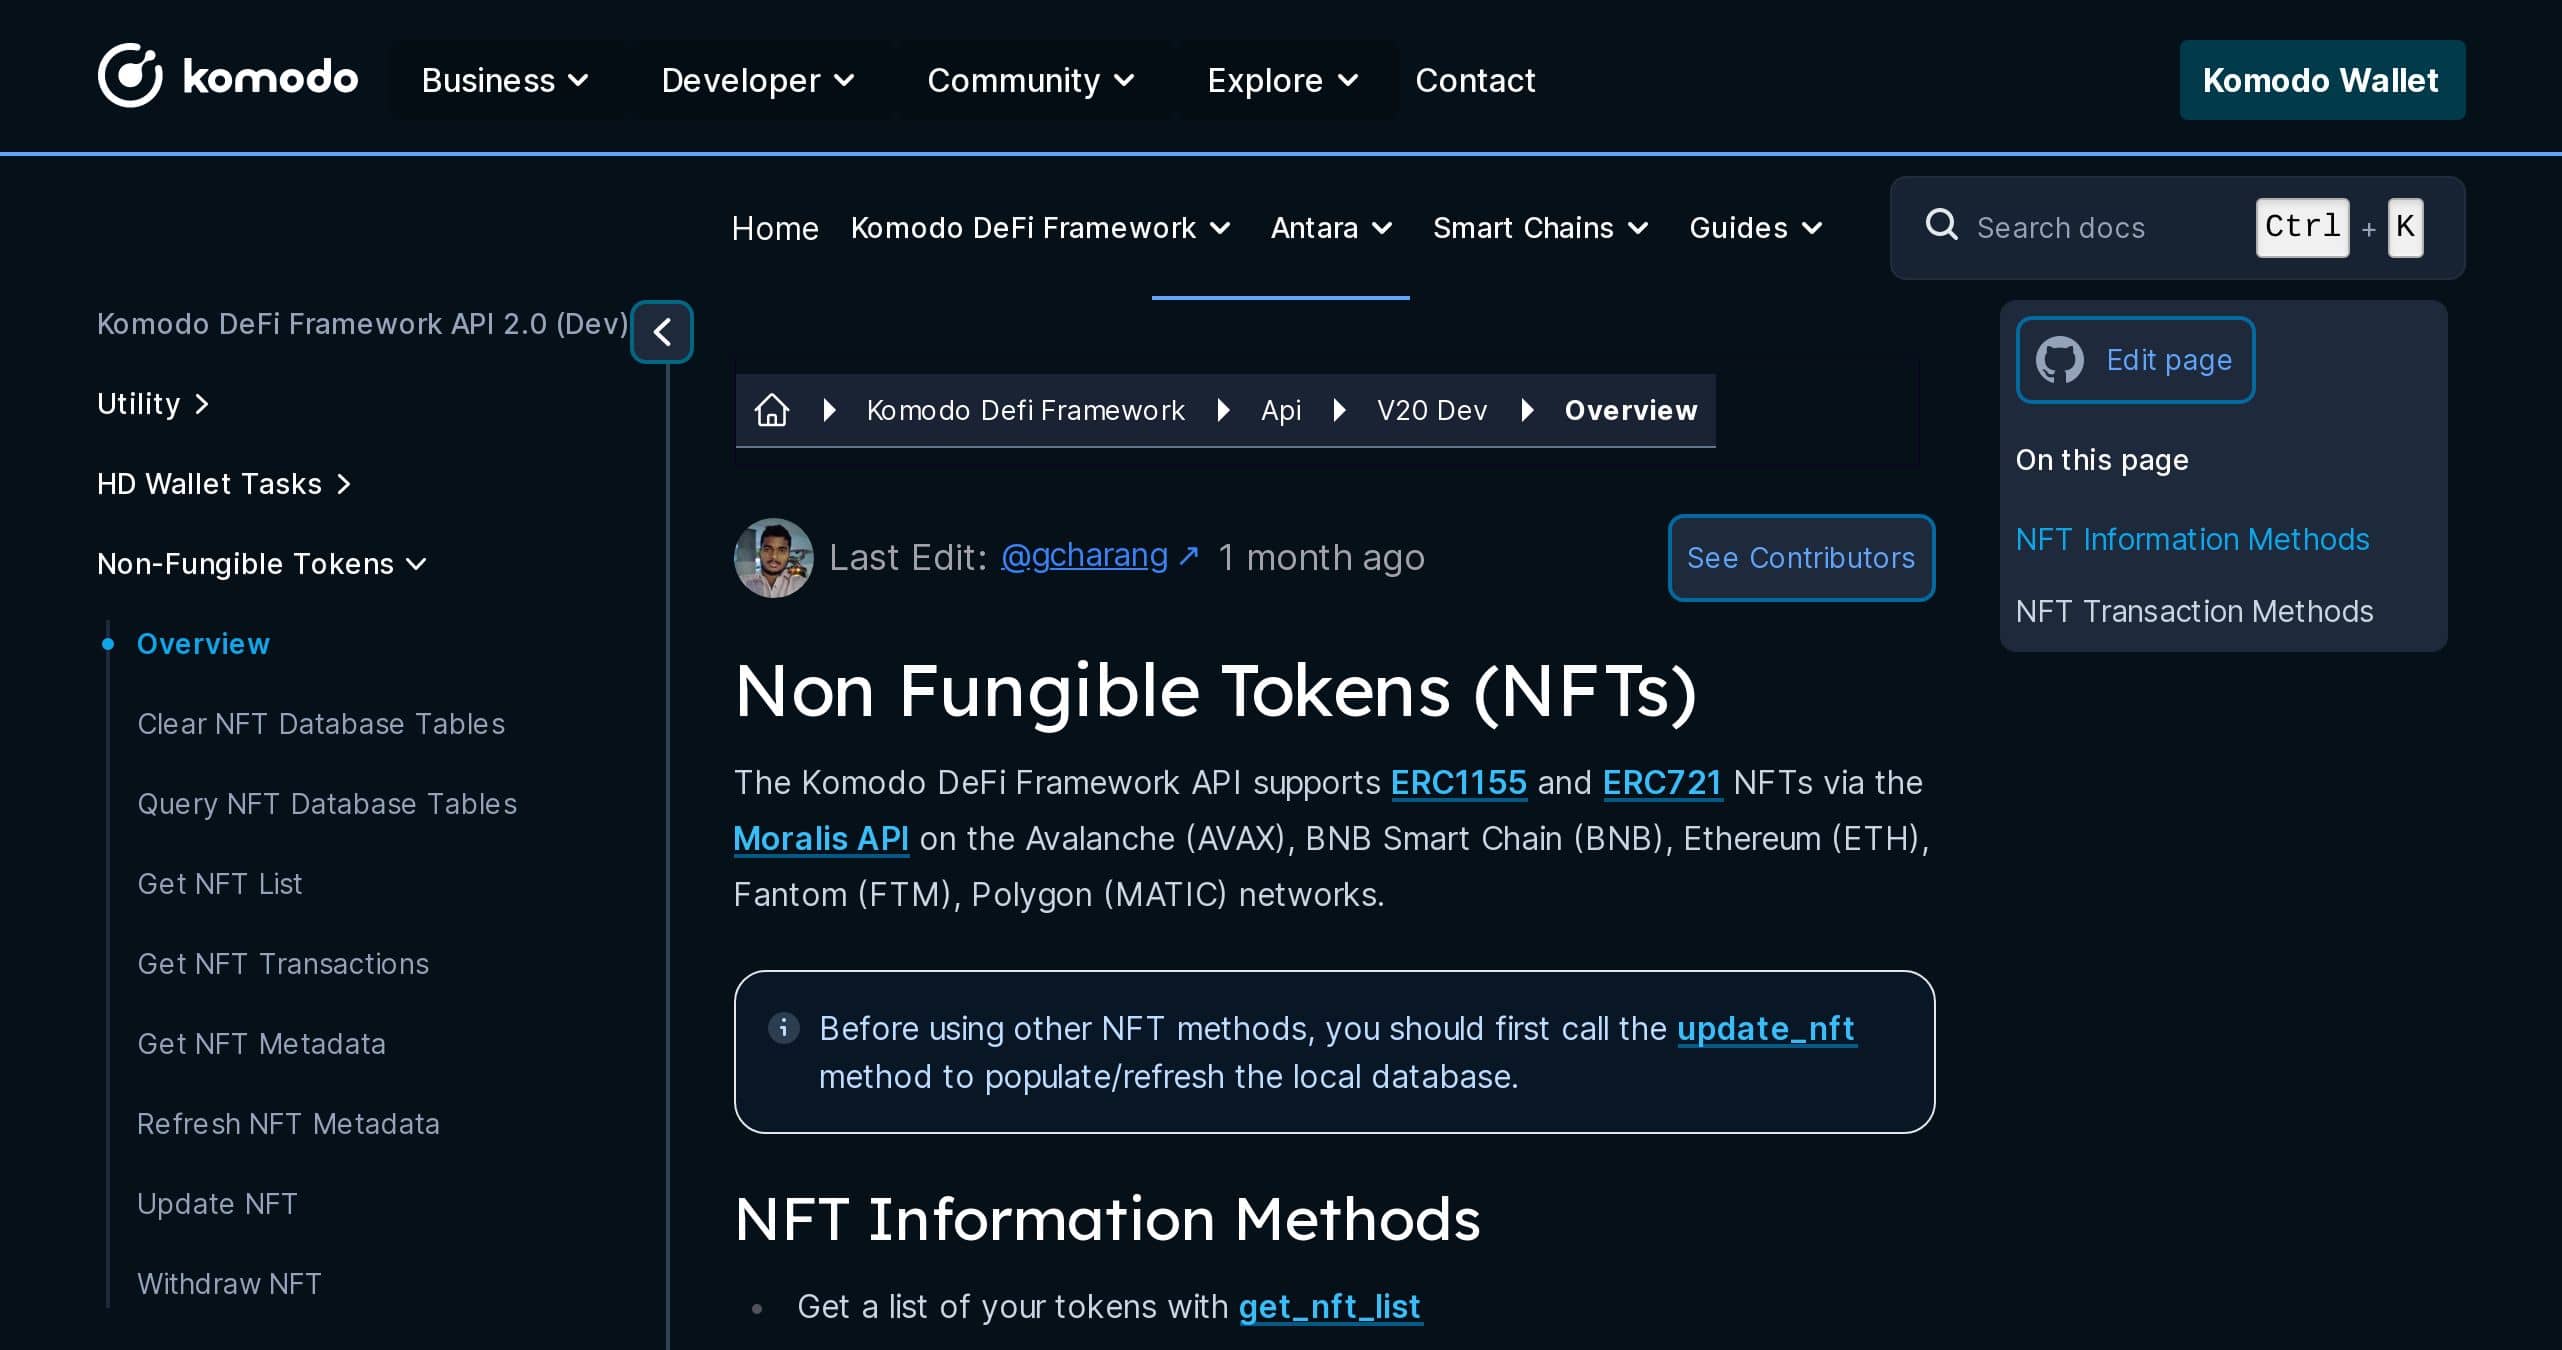 komodo
Business
Developer
Community
Explore
Contact
Komodo Wallet
Home
Komodo DeFi Framework
Antara
Smart Chains
Guides
Search docs
Ctrl + K
Komodo DeFi Framework API 2.0 (Dev)
Utility
HD Wallet Tasks
Non-Fungible Tokens
Overview
Clear NFT Database Tables
Query NFT Database Tables
Get NFT List
Get NFT Transactions
Get NFT Metadata
Refresh NFT Metadata
Update NFT
Withdraw NFT
Komodo Defi Framework
Api
V20 Dev
Overview
Last Edit: @gcharang ↗ 1 month ago
See Contributors
Non Fungible Tokens (NFTs)
The Komodo DeFi Framework API supports ERC1155 and ERC721 NFTs via the
Moralis API on the Avalanche (AVAX), BNB Smart Chain (BNB), Ethereum (ETH),
Fantom (FTM), Polygon (MATIC) networks.
Before using other NFT methods, you should first call the update_nft
method to populate/refresh the local database.
NFT Information Methods
Get a list of your tokens with get_nft_list
Edit page
On this page
NFT Information Methods
NFT Transaction Methods